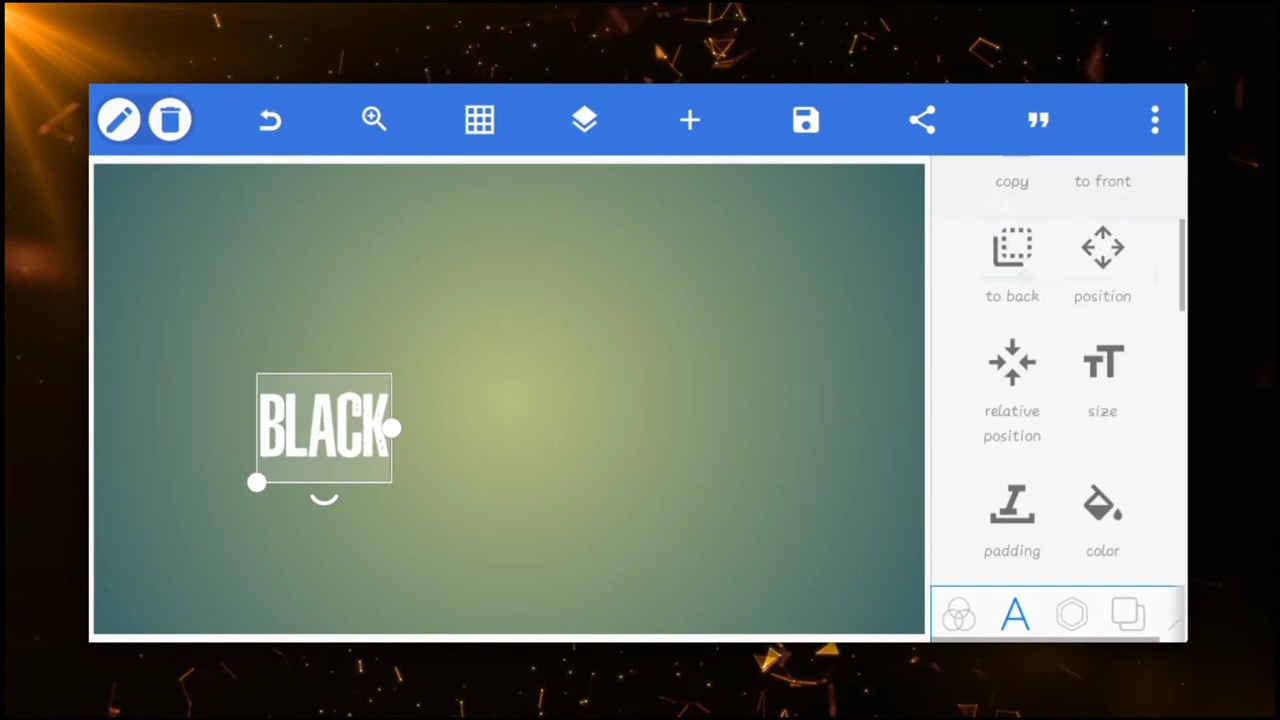 copy to front
to back position
BLACK
relative position size
padding color